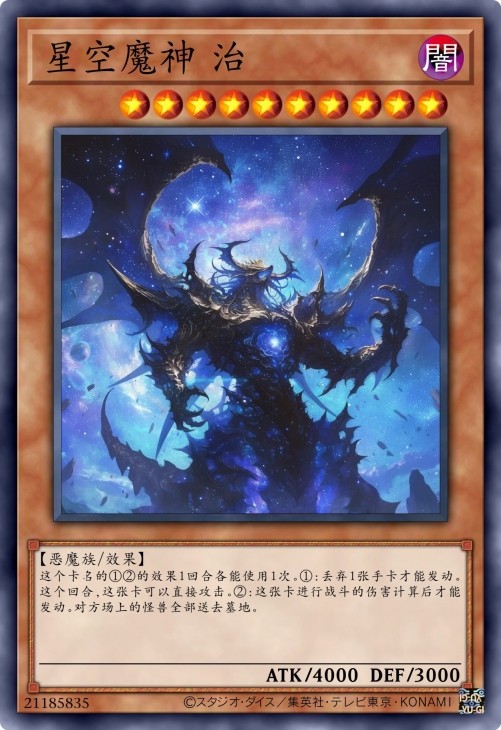 星空魔神 治
闇
【恶魔族/效果】
这个卡名的①②的效果1回合各能使用1次。①:丢弃1张手卡才能发动。
这个回合,这张卡可以直接攻击。②:这张卡进行战斗的伤害计算后才能
发动。对方场上的怪兽全部送去墓地。
ATK/4000 DEF/3000
21185835 ©スタジオ・ダイス/集英社・テレビ東京・KONAMI